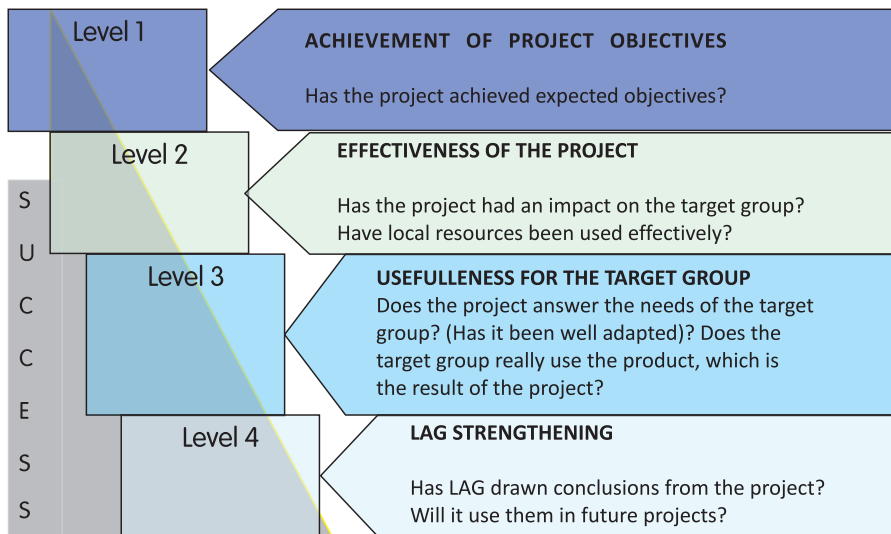 Level 1
ACHIEVEMENT OF PROJECT OBJECTIVES
Has the project achieved expected objectives?
Level 2
EFFECTIVENESS OF THE PROJECT
Has the project had an impact on the target group?
Have local resources been used effectively?
Level 3
USEFULLENESS FOR THE TARGET GROUP
Does the project answer the needs of the target
group? (Has it been well adapted)? Does the
target group really use the product, which is
the result of the project?
Level 4
LAG STRENGTHENING
Has LAG drawn conclusions from the project?
Will it use them in future projects?
S
U
C
C
E
S
S